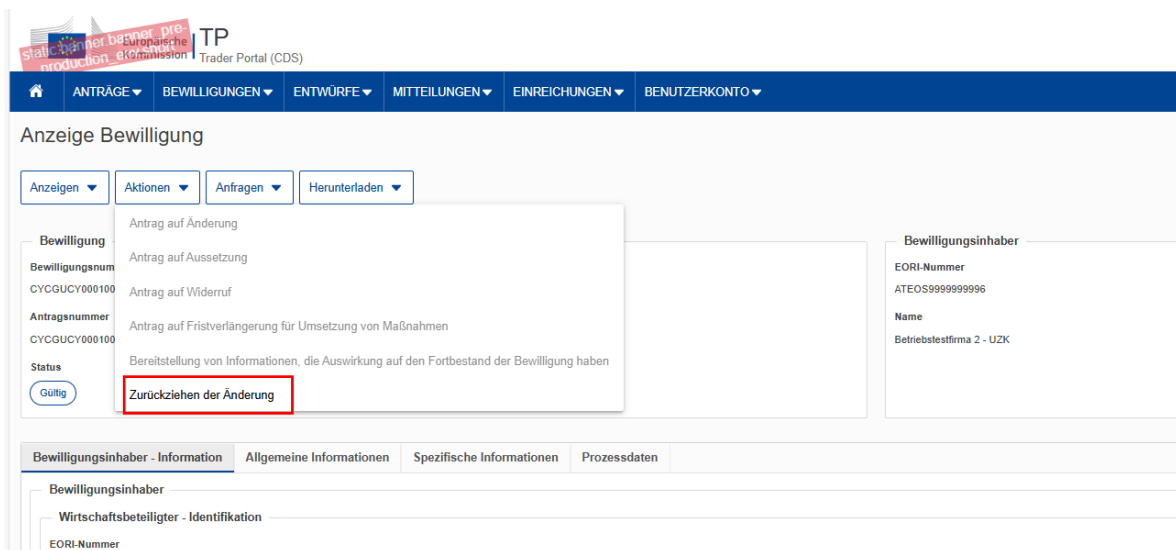 static.banner.banner_pre-
production_ekor.short
Europäische
Kommission
TP
Trader Portal (CDS)
ANTRÄGE BEWILLIGUNGEN ENTWÜRFE MITTEILUNGEN EINREICHUNGEN BENUTZERKONTO
Anzeige Bewilligung
Anzeigen Aktionen Anfragen Herunterladen
Antrag auf Änderung
Antrag auf Aussetzung
Antrag auf Widerruf
Antrag auf Fristverlängerung für Umsetzung von Maßnahmen
Bereitstellung von Informationen, die Auswirkung auf den Fortbestand der Bewilligung haben
Zurückziehen der Änderung
Bewilligung
Bewilligungsnum
CYCGUCY000100
Antragsnummer
CYCGUCY000100
Status
Gültig
Bewilligungsinhaber
EORI-Nummer
ATEOS9999999996
Name
Betriebstestfirma 2 - UZK
Bewilligungsinhaber - Information Allgemeine Informationen Spezifische Informationen Prozessdaten
Bewilligungsinhaber
Wirtschaftsbeteiligter - Identifikation
EORI-Nummer